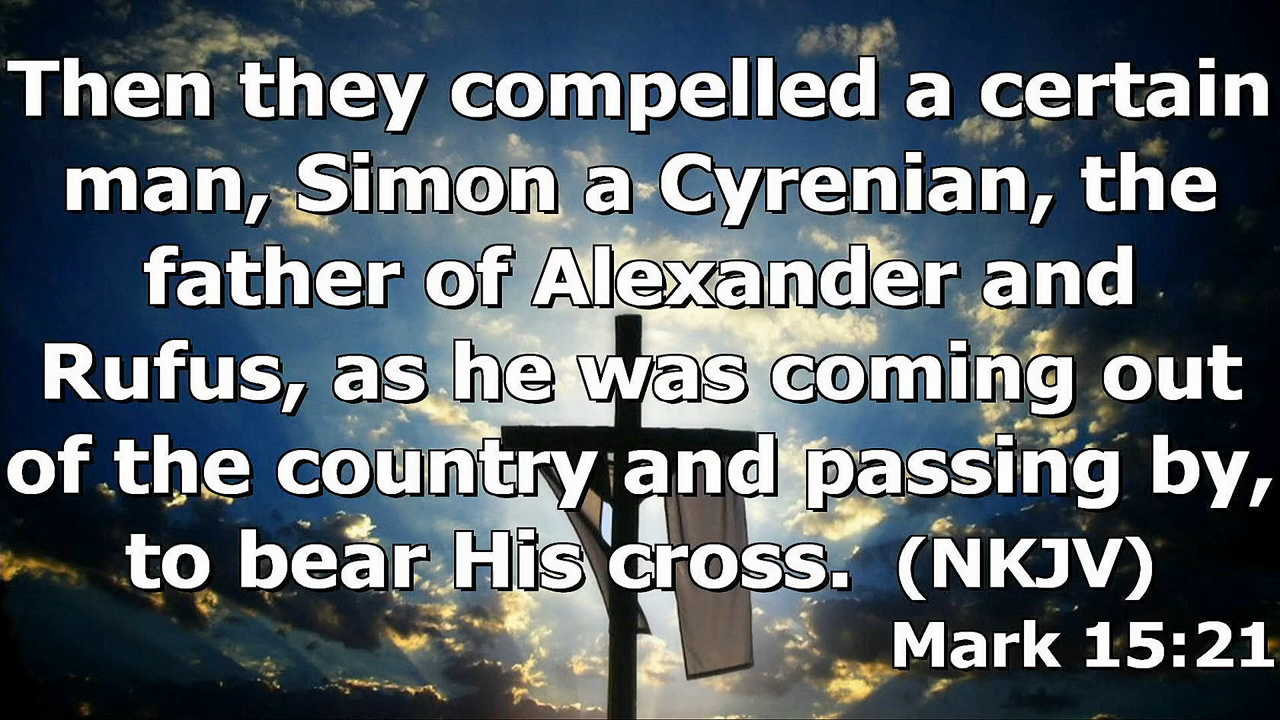 Then they compelled a certain
man, Simon a Cyrenian, the
father of Alexander and
Rufus, as he was coming out
of the country and passing by,
to bear His cross. (NKJV)
Mark 15:21